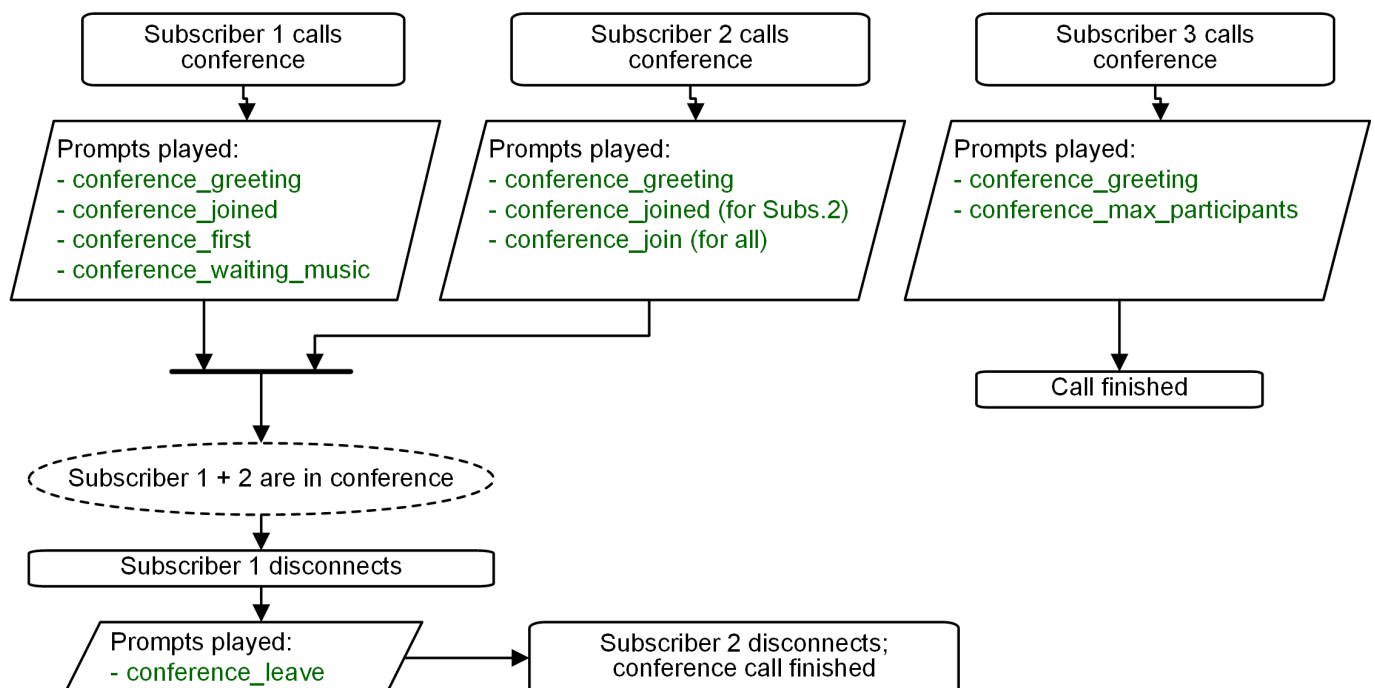 Subscriber 1 calls
conference
Subscriber 2 calls
conference
Subscriber 3 calls
conference
Prompts played:
- conference_greeting
- conference_joined
- conference_first
- conference_waiting_music
Prompts played:
- conference_greeting
- conference_joined (for Subs.2)
- conference_join (for all)
Prompts played:
- conference_greeting
- conference_max_participants
Call finished
Subscriber 1 + 2 are in conference
Subscriber 1 disconnects
Prompts played:
- conference_leave
Subscriber 2 disconnects;
conference call finished